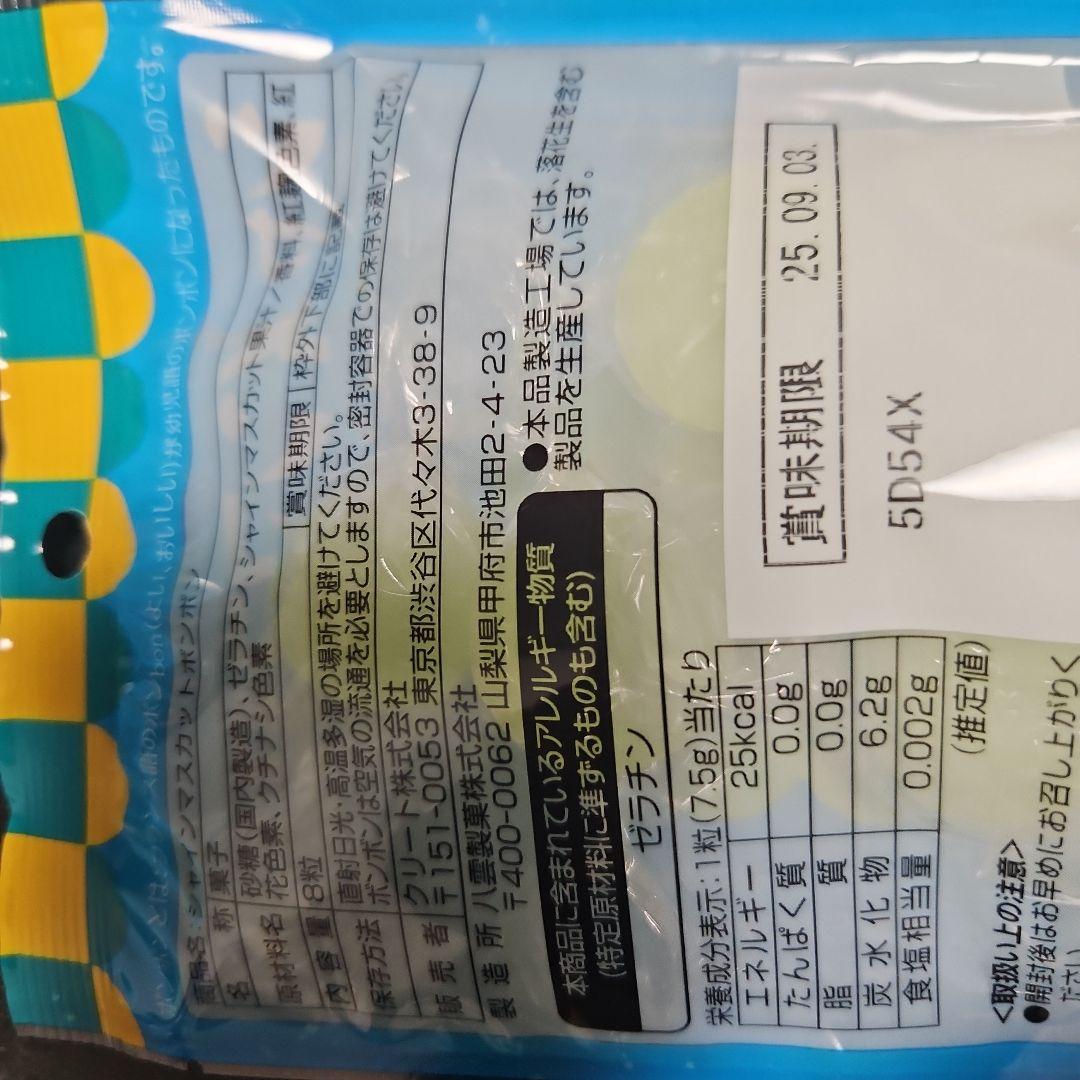 ボンボンとはフランス語のボンbon(よい、おいしい)が幼児語のボンボンになったものです。
商品名:シャインマスカットボンボン
名称 菓子
原材料名 砂糖(国内製造)、ゼラチン、シャインマスカット果汁/香料、紅麹色素、紅
花色素、クチナシ色素
内容量 8粒
賞味期限 枠外下部に記載
保存方法 直射日光・高温多湿の場所を避けてください。
ボンボンは空気の流通を必要としますので、密封容器での保存は避けてください。
販売者 クリート株式会社
〒151-0053 東京都渋谷区代々木3-38-9
製造所 八雲製菓株式会社
〒400-0062 山梨県甲府市池田2-4-23
本商品に含まれているアレルギー物質
(特定原材料に準ずるものも含む)
ゼラチン
●本品製造工場では、落花生を含む
製品を生産しています。
栄養成分表示:1粒(7.5g)当たり
エネルギー 25kcal
たんぱく質 0.0g
脂質 0.0g
炭水化物 6.2g
食塩相当量 0.002g
(推定値)
賞味期限 25.09.03.
5D54X
<取扱い上の注意>
●開封後はお早めにお召し上がりく
ださい